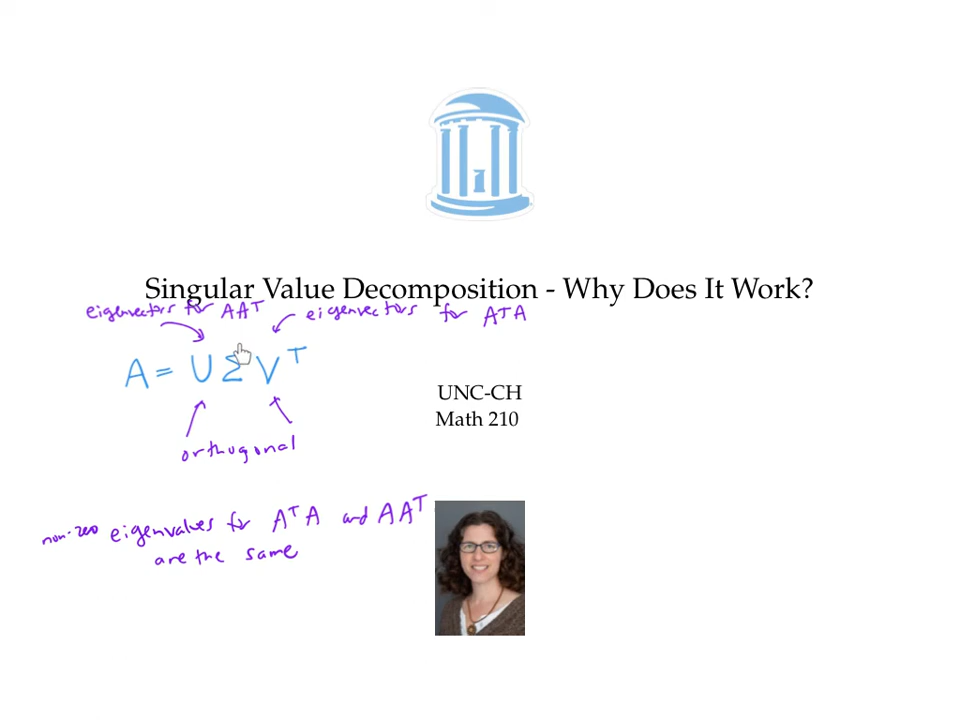 Singular Value Decomposition - Why Does It Work?
eigenvectors for AAᵀ
eigenvectors for AᵀA
A = U Σ Vᵀ
UNC-CH
Math 210
orthogonal
non-zero eigenvalues for AᵀA and AAᵀ
are the same